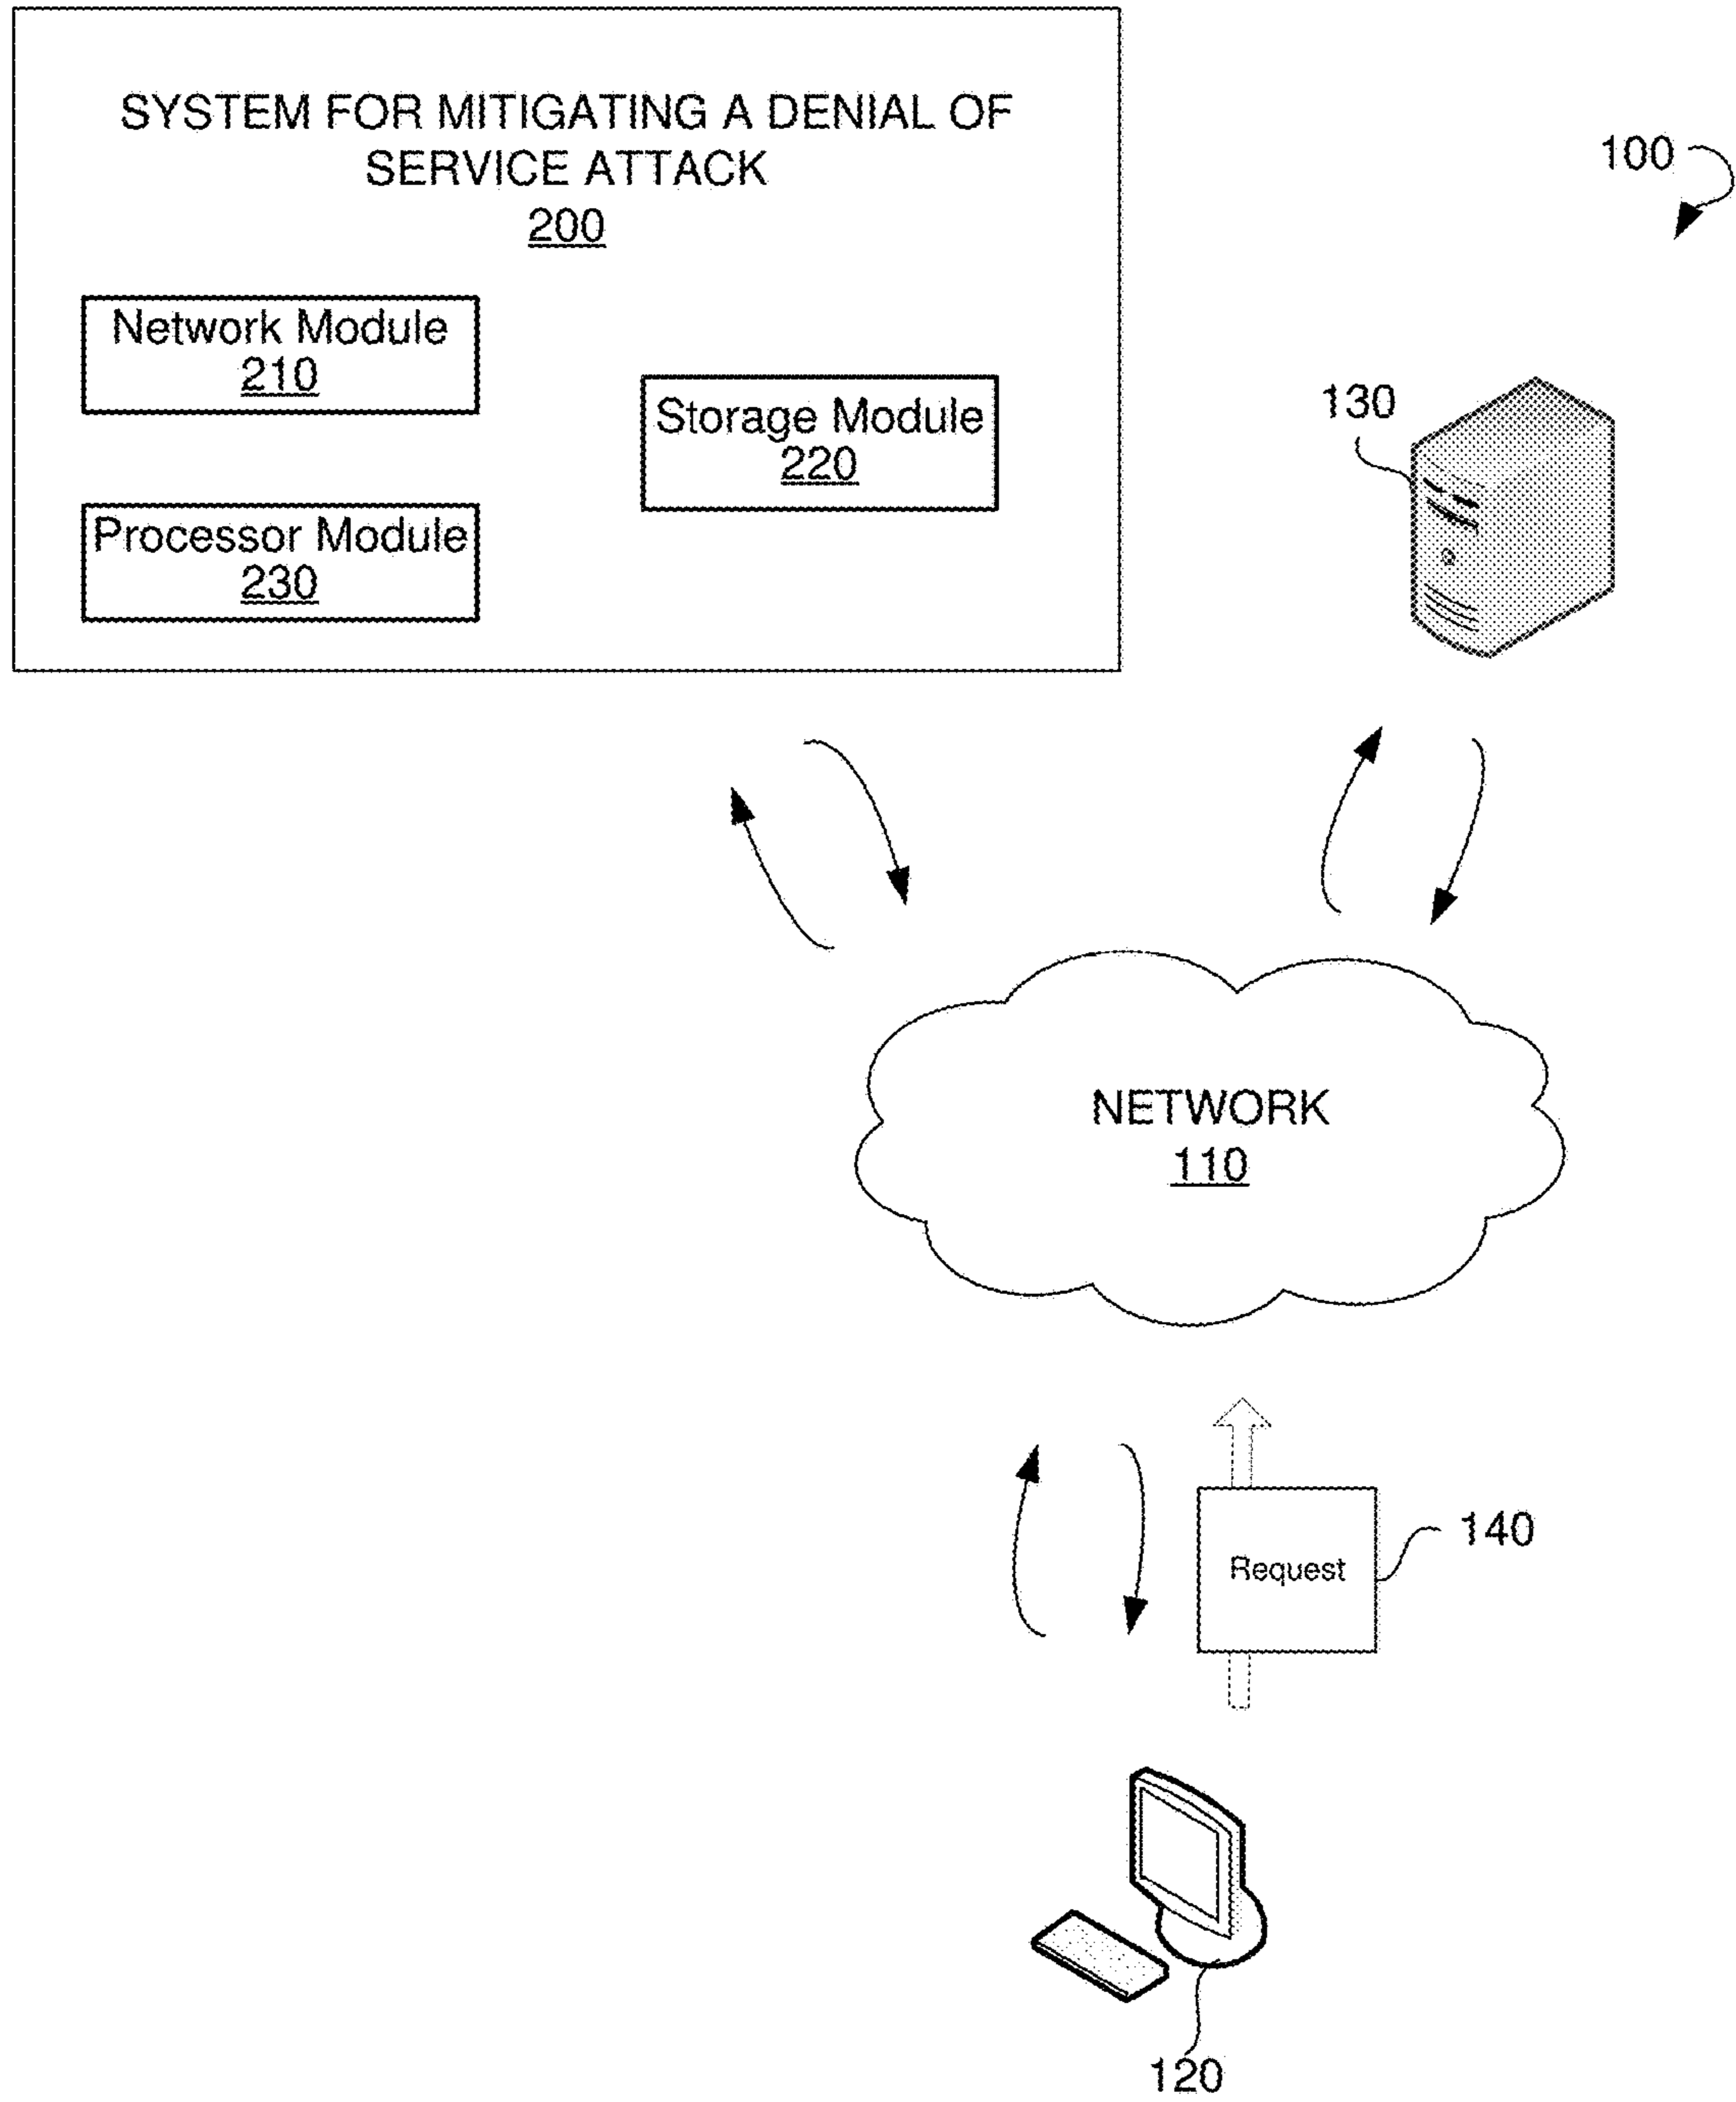 SYSTEM FOR MITIGATING A DENIAL OF
SERVICE ATTACK
200
100
Network Module
210
Storage Module
220
130
Processor Module
230
NETWORK
110
Request
140
120